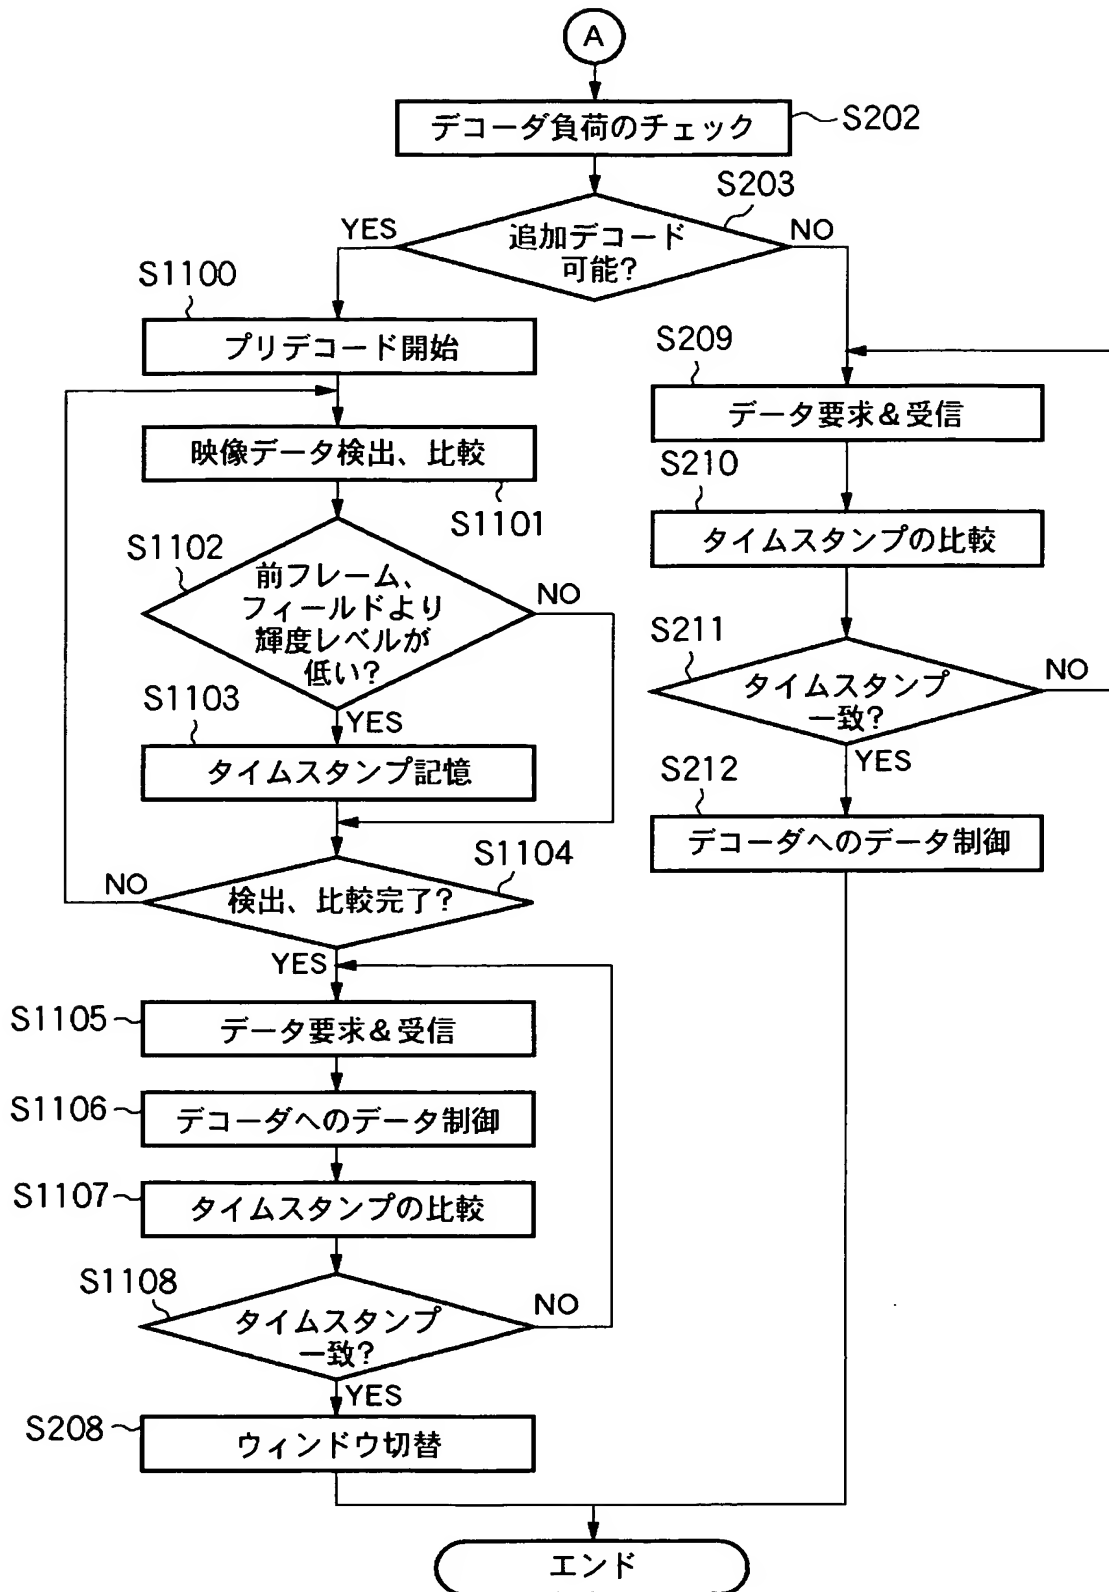 A
デコーダ負荷のチェック
S202
S203
YES
追加デコード
可能?
NO
S1100
プリデコード開始
S209
データ要求&受信
映像データ検出、比較
S1101
S210
タイムスタンプの比較
S1102
前フレーム、
フィールドより
輝度レベルが
低い?
NO
YES
S211
タイムスタンプ
一致?
NO
YES
S1103
タイムスタンプ記憶
S212
デコーダへのデータ制御
S1104
検出、比較完了?
NO
YES
S1105
データ要求&受信
S1106
デコーダへのデータ制御
S1107
タイムスタンプの比較
S1108
タイムスタンプ
一致?
NO
YES
S208
ウィンドウ切替
エンド